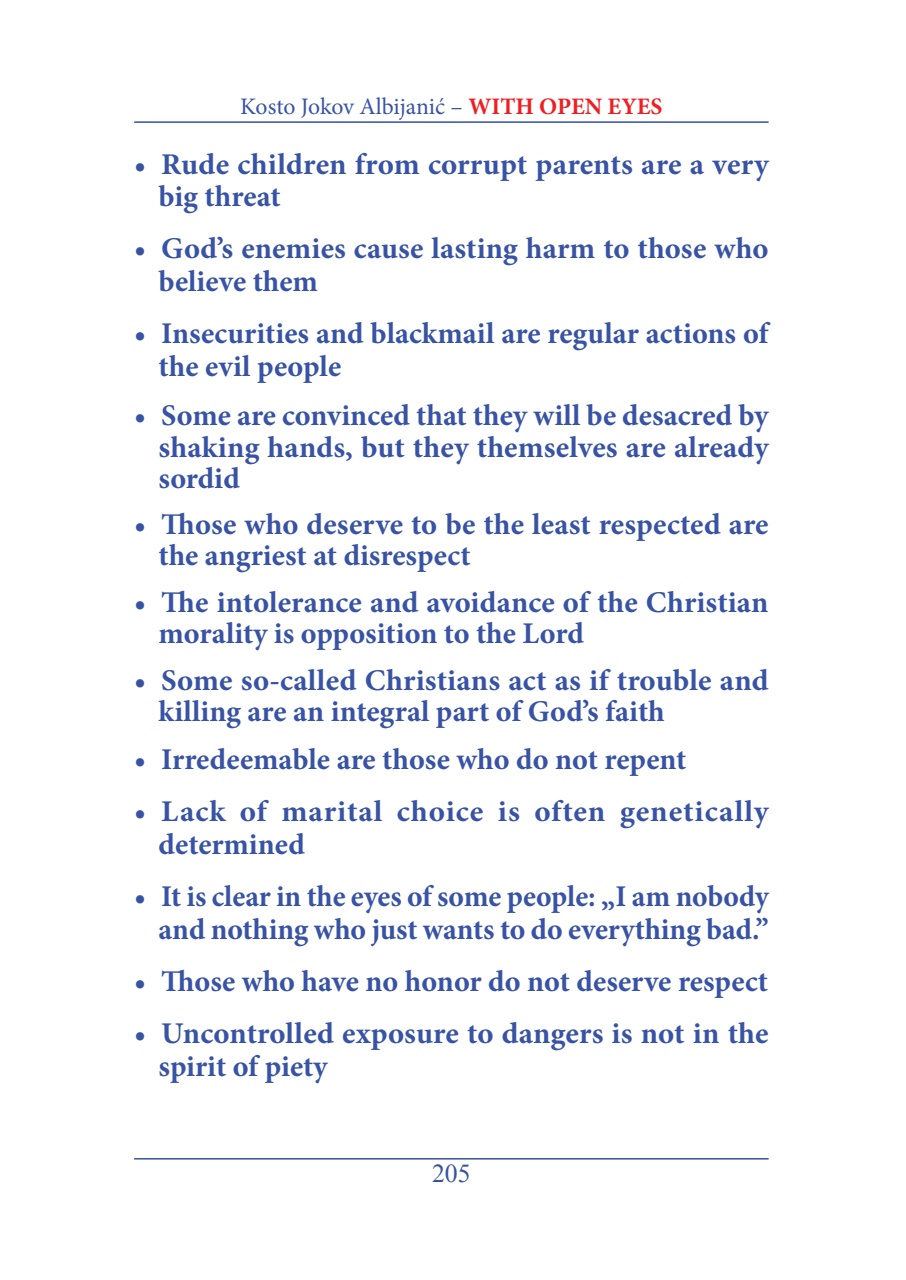 Kosto Jokov Albijanić – WITH OPEN EYES
• Rude children from corrupt parents are a very
big threat
• God’s enemies cause lasting harm to those who
believe them
• Insecurities and blackmail are regular actions of
the evil people
• Some are convinced that they will be desacred by
shaking hands, but they themselves are already
sordid
• Those who deserve to be the least respected are
the angriest at disrespect
• The intolerance and avoidance of the Christian
morality is opposition to the Lord
• Some so-called Christians act as if trouble and
killing are an integral part of God’s faith
• Irredeemable are those who do not repent
• Lack of marital choice is often genetically
determined
• It is clear in the eyes of some people: „I am nobody
and nothing who just wants to do everything bad.”
• Those who have no honor do not deserve respect
• Uncontrolled exposure to dangers is not in the
spirit of piety
205